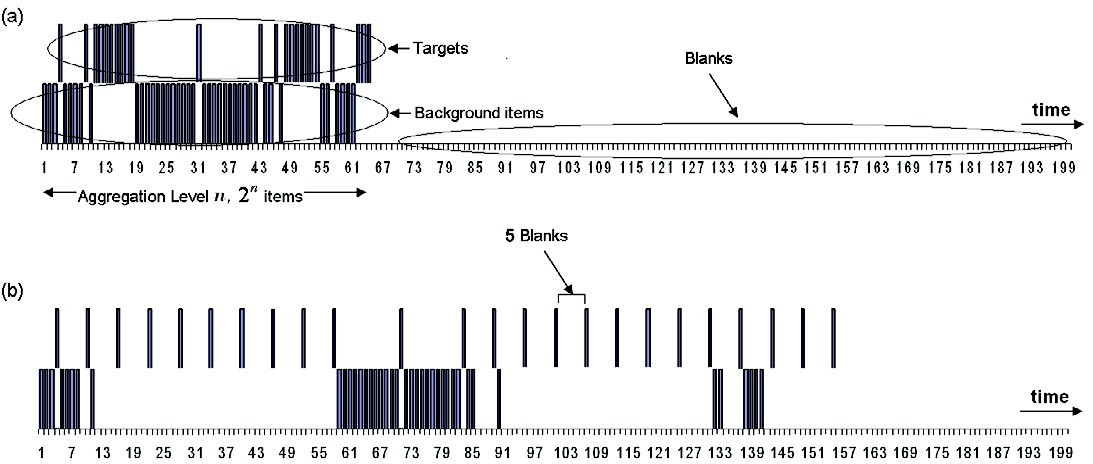 (a)
Targets
Blanks
Background items
time
1 7 13 19 25 31 37 43 49 55 61 67 73 79 85 91 97 103 109 115 121 127 133 139 145 151 157 163 169 175 181 187 193 199
Aggregation Level n, 2^n items
5 Blanks
(b)
time
1 7 13 19 25 31 37 43 49 55 61 67 73 79 85 91 97 103 109 115 121 127 133 139 145 151 157 163 169 175 181 187 193 199